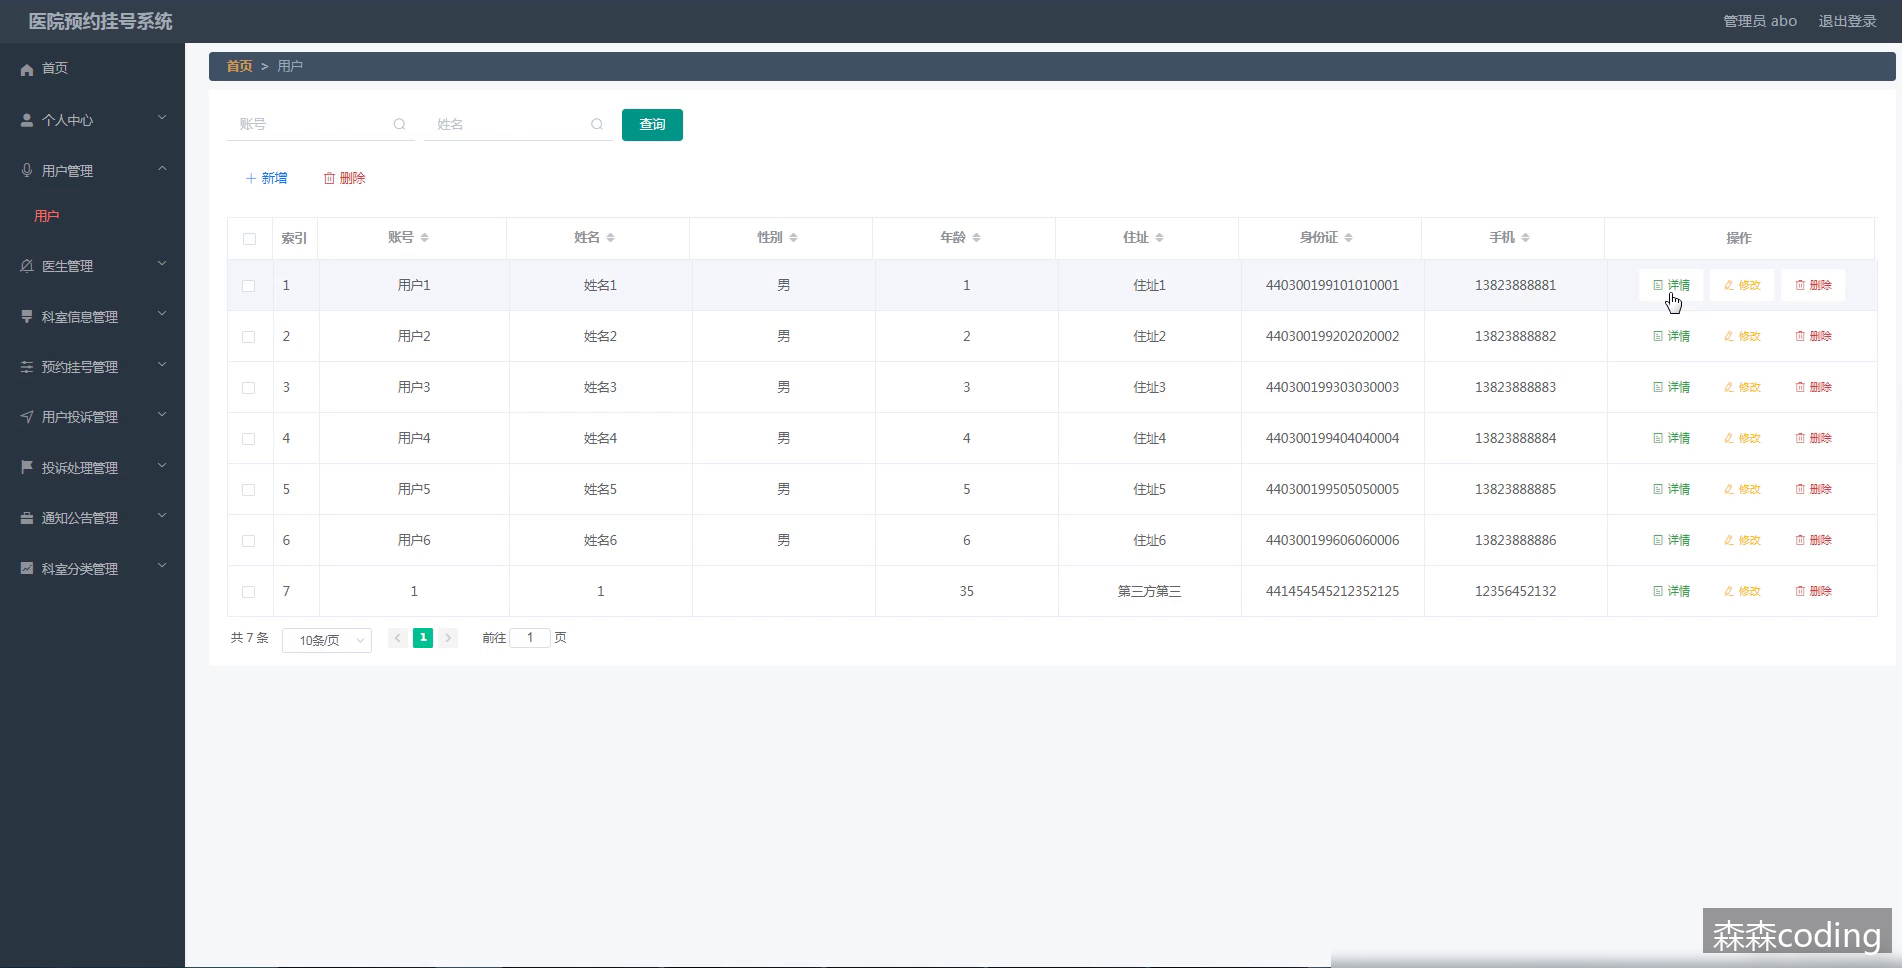 医院预约挂号系统
管理员 abo 退出登录
首页
个人中心
用户管理
用户
医生管理
科室信息管理
预约挂号管理
用户投诉管理
投诉处理管理
通知公告管理
科室分类管理
首页 > 用户
账号 姓名 查询
新增 删除
索引 账号 姓名 性别 年龄 住址 身份证 手机 操作
1 用户1 姓名1 男 1 住址1 440300199101010001 13823888881 详情 修改 删除
2 用户2 姓名2 男 2 住址2 440300199202020002 13823888882 详情 修改 删除
3 用户3 姓名3 男 3 住址3 440300199303030003 13823888883 详情 修改 删除
4 用户4 姓名4 男 4 住址4 440300199404040004 13823888884 详情 修改 删除
5 用户5 姓名5 男 5 住址5 440300199505050005 13823888885 详情 修改 删除
6 用户6 姓名6 男 6 住址6 440300199606060006 13823888886 详情 修改 删除
7 1 1 35 第三方第三 441454545212352125 12356452132 详情 修改 删除
共 7 条 10条/页 < 1 > 前往 1 页
森森coding